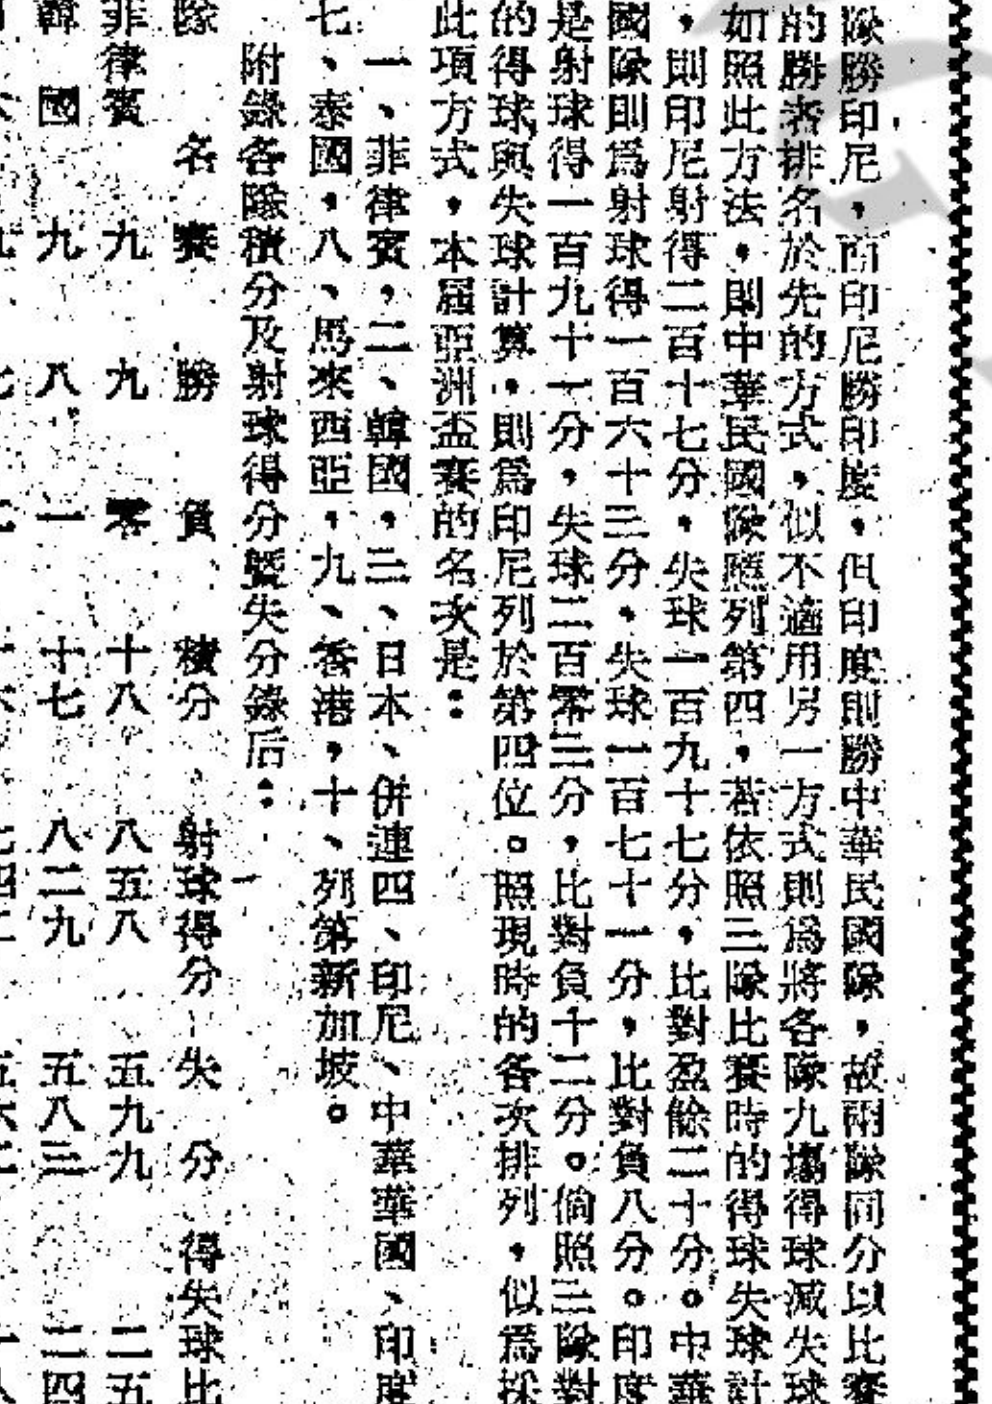 隊勝印尼，而印尼勝印度，但印度則勝中華民國隊，故兩隊同分以比賽
的勝者排名於先的方式，似不適用另一方式則爲將各隊九場得球減失球
如照此方法，則中華民國隊應列第四，若依照三隊比賽時的得球失球計
，則印尼射得二百十七分，失球一百九十七分，比對盈餘二十分。中華
國隊則爲射球得一百六十三分，失球一百七十一分，比對負八分。印度
是射球得一百九十一分，失球二百零三分，比對負十二分。倘照三隊對
的得球與失球計算，則爲印尼列於第四位。照現時的各次排列，似爲採
此項方式，本屆亞洲盃賽的名次是：
一、菲律賓，二、韓國，三、日本、併連四、印尼、中華華國、印度
七、泰國，八、馬來西亞，九、香港，十、列第新加坡。
附錄各隊積分及射球得分曁失分錄后：
隊名 賽 勝 負 積分 射球得分 失分 得失球比
菲律賓 九 九 零 十八 八五八 五九九 二五
韓國 九 八 一 十七 八二九 五八三 二四